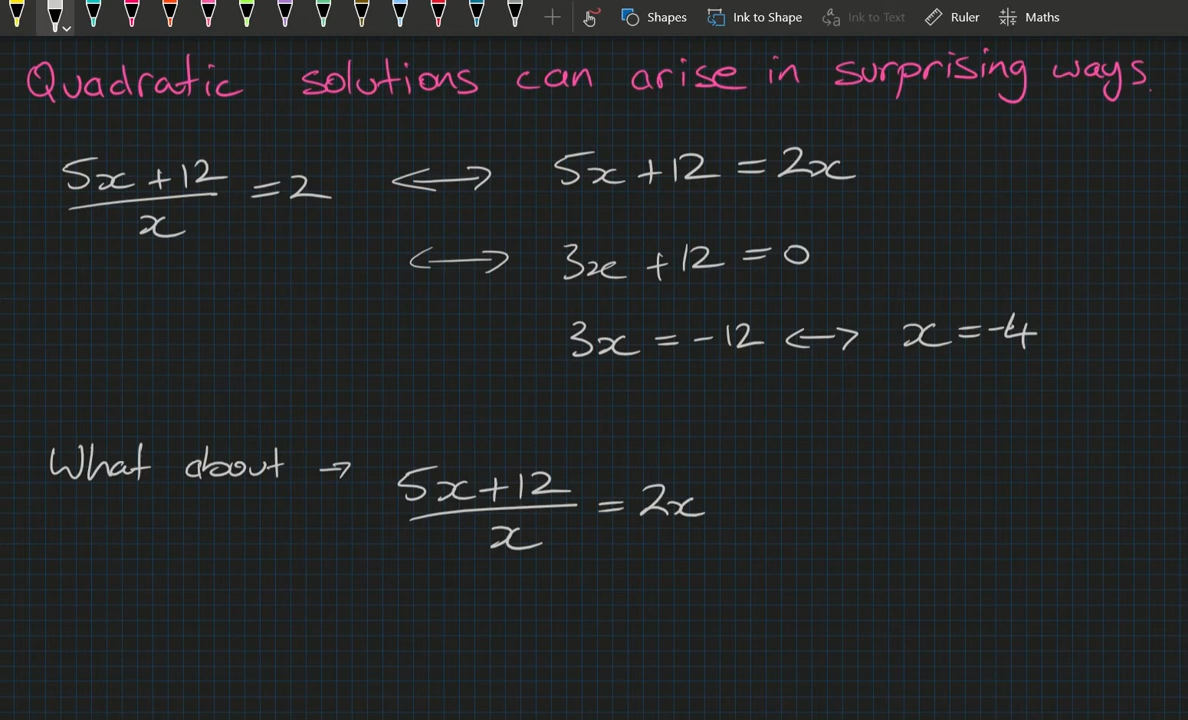 Shapes Ink to Shape Ink to Text Ruler Maths
Quadratic solutions can arise in surprising ways.
(5x+12)/x = 2 ⟷ 5x+12 = 2x
⟷ 3x+12 = 0
3x = -12 ⟷ x = -4
What about → (5x+12)/x = 2x